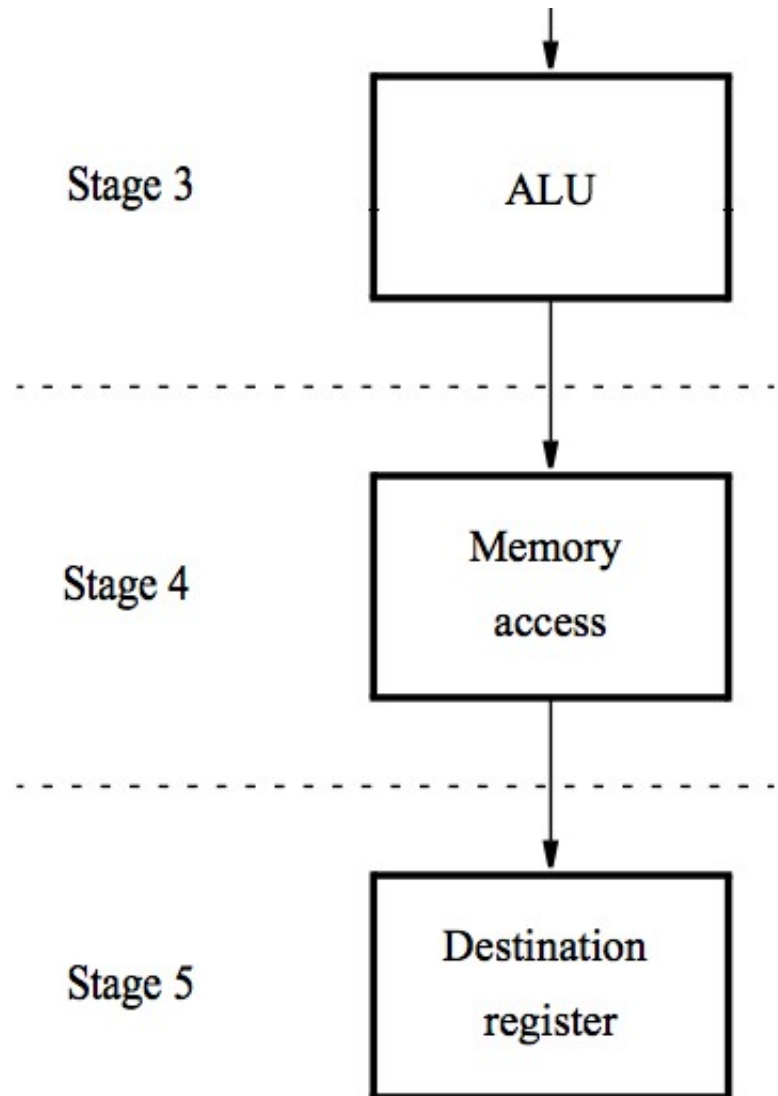 Stage 3
ALU
Stage 4
Memory
access
Stage 5
Destination
register